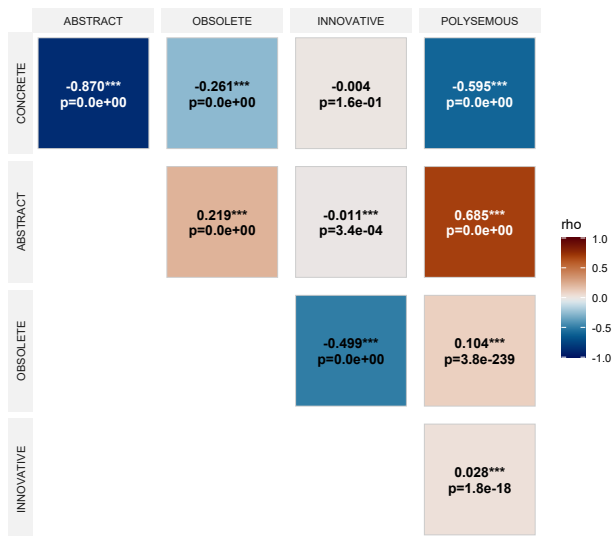 ABSTRACT OBSOLETE INNOVATIVE POLYSEMOUS
CONCRETE
-0.870*** -0.261*** -0.004 -0.595***
p=0.0e+00 p=0.0e+00 p=1.6e-01 p=0.0e+00
ABSTRACT
0.219*** -0.011*** 0.685***
p=0.0e+00 p=3.4e-04 p=0.0e+00
rho
1.0
0.5
0.0
-0.5
-1.0
OBSOLETE
-0.499*** 0.104***
p=0.0e+00 p=3.8e-239
INNOVATIVE
0.028***
p=1.8e-18